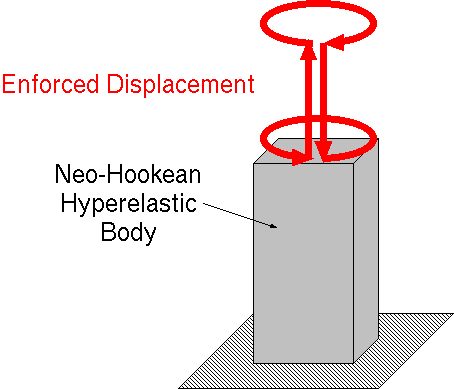 Enforced Displacement
Neo-Hookean
Hyperelastic
Body